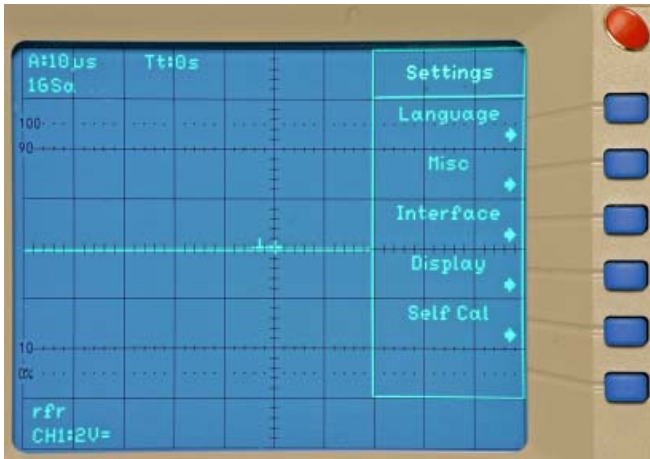 A:10µs Tt:0s
1GSa
Settings
Language
Misc
Interface
Display
Self Cal
100
90
10
0%
rfr
CH1:2V=